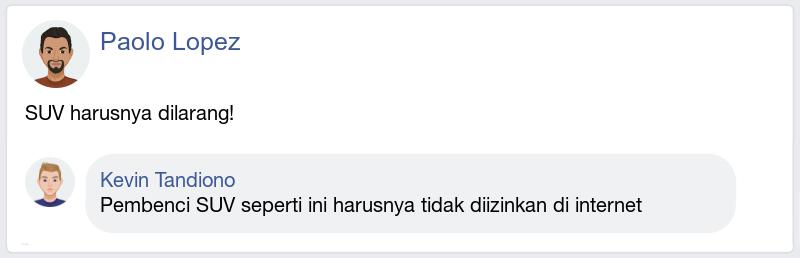 Paolo Lopez
SUV harusnya dilarang!
Kevin Tandiono
Pembenci SUV seperti ini harusnya tidak diizinkan di internet